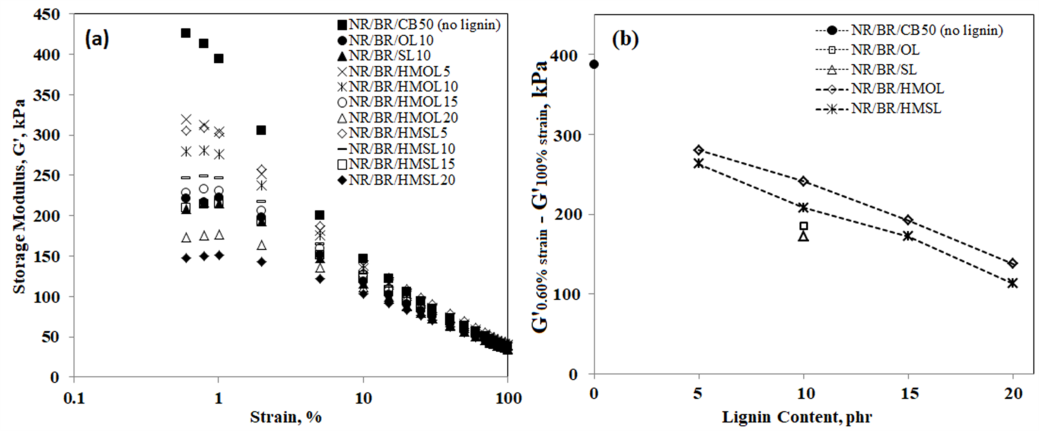 (a)
Storage Modulus, G', kPa
450
400
350
300
250
200
150
100
50
0
0.1
1
10
100
Strain, %
NR/BR/CB50 (no lignin)
NR/BR/OL10
NR/BR/SL10
NR/BR/HMOL5
NR/BR/HMOL10
NR/BR/HMOL15
NR/BR/HMOL20
NR/BR/HMSL5
NR/BR/HMSL10
NR/BR/HMSL15
NR/BR/HMSL20
(b)
G'0.60% strain - G'100% strain, kPa
400
300
200
100
0
0
5
10
15
20
Lignin Content, phr
NR/BR/CB50 (no lignin)
NR/BR/OL
NR/BR/SL
NR/BR/HMOL
NR/BR/HMSL